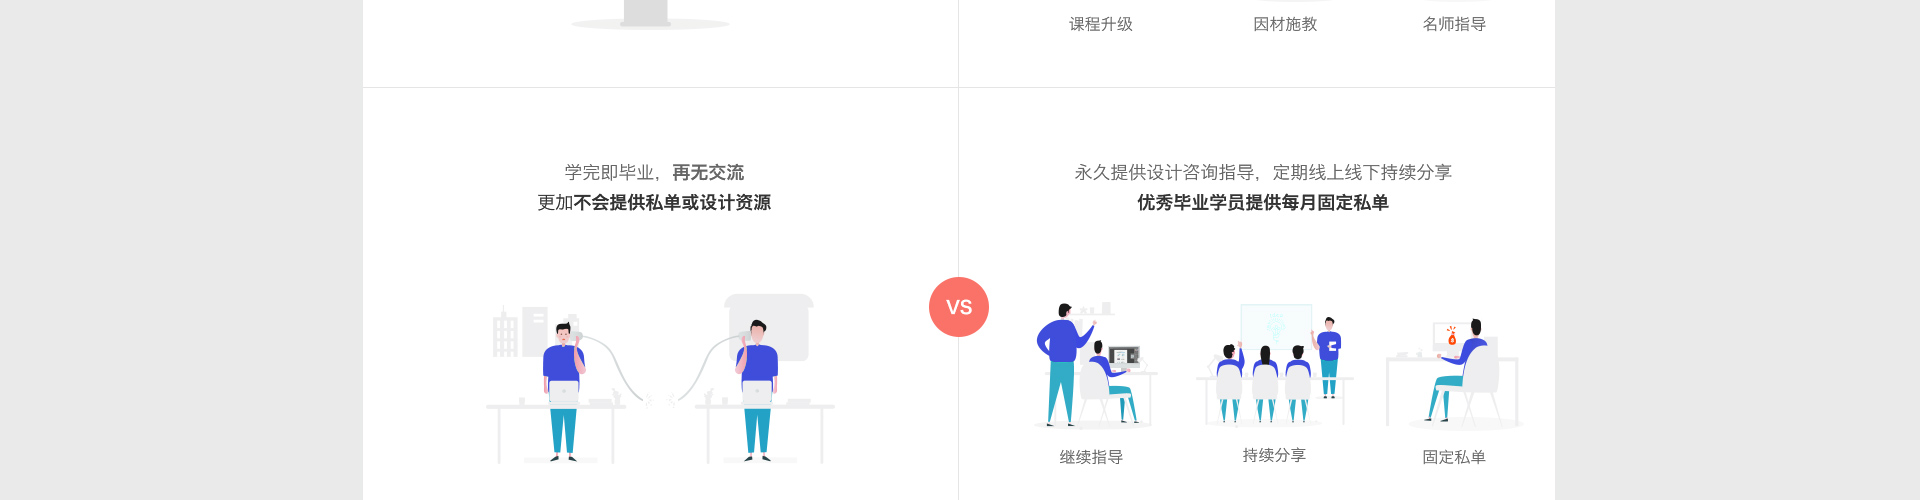 课程升级
因材施教
名师指导
学完即毕业，再无交流
更加不会提供私单或设计资源
永久提供设计咨询指导，定期线上线下持续分享
优秀毕业学员提供每月固定私单
VS
继续指导
持续分享
固定私单